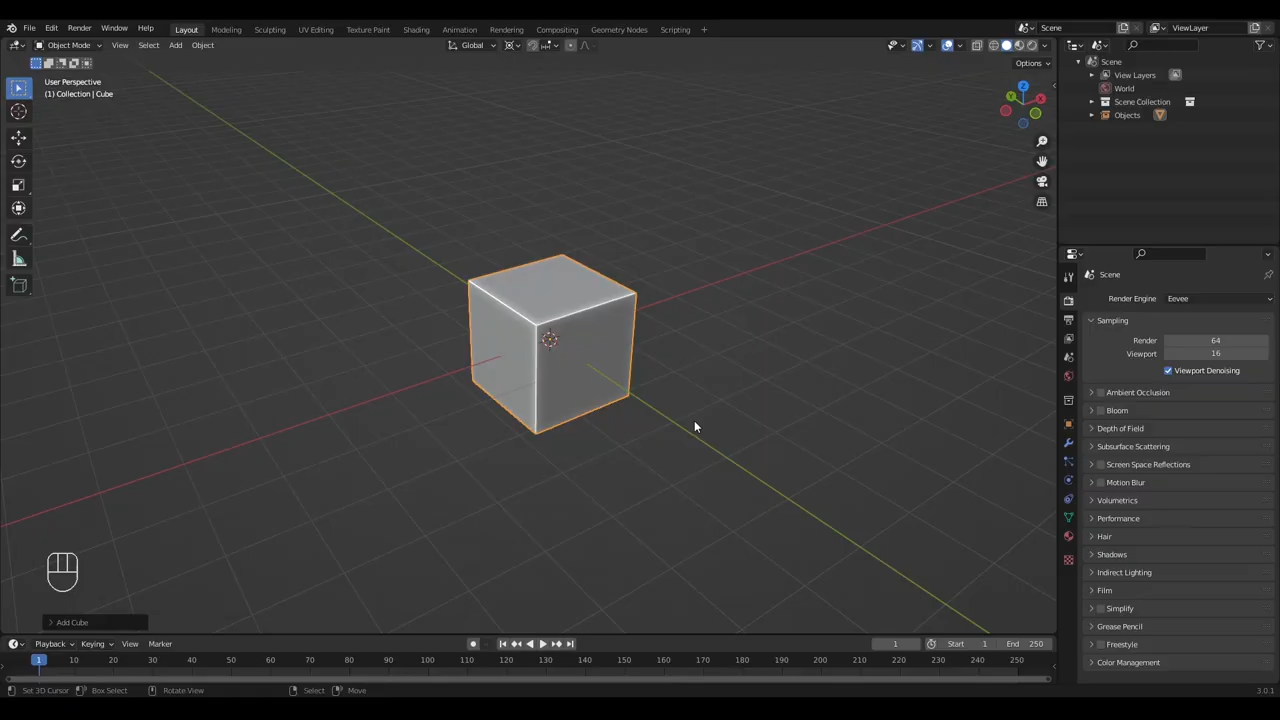 File Edit Render Window Help Layout Modeling Sculpting UV Editing Texture Paint Shading Animation Rendering Compositing Geometry Nodes Scripting + Scene ViewLayer
Object Mode View Select Add Object Global
Options
User Perspective
(1) Collection | Cube
Z
Y
X
Scene
View Layers
World
Scene Collection
Objects
Scene
Render Engine Eevee
Sampling
Render 64
Viewport 16
Viewport Denoising
Ambient Occlusion
Bloom
Depth of Field
Subsurface Scattering
Screen Space Reflections
Motion Blur
Volumetrics
Performance
Hair
Shadows
Indirect Lighting
Film
Simplify
Grease Pencil
Freestyle
Color Management
Add Cube
Playback Keying View Marker 1 Start 1 End 250
1 10 20 30 40 50 60 70 80 90 100 110 120 130 140 150 160 170 180 190 200 210 220 230 240 250
Set 3D Cursor Box Select Rotate View Select Move 3.0.1